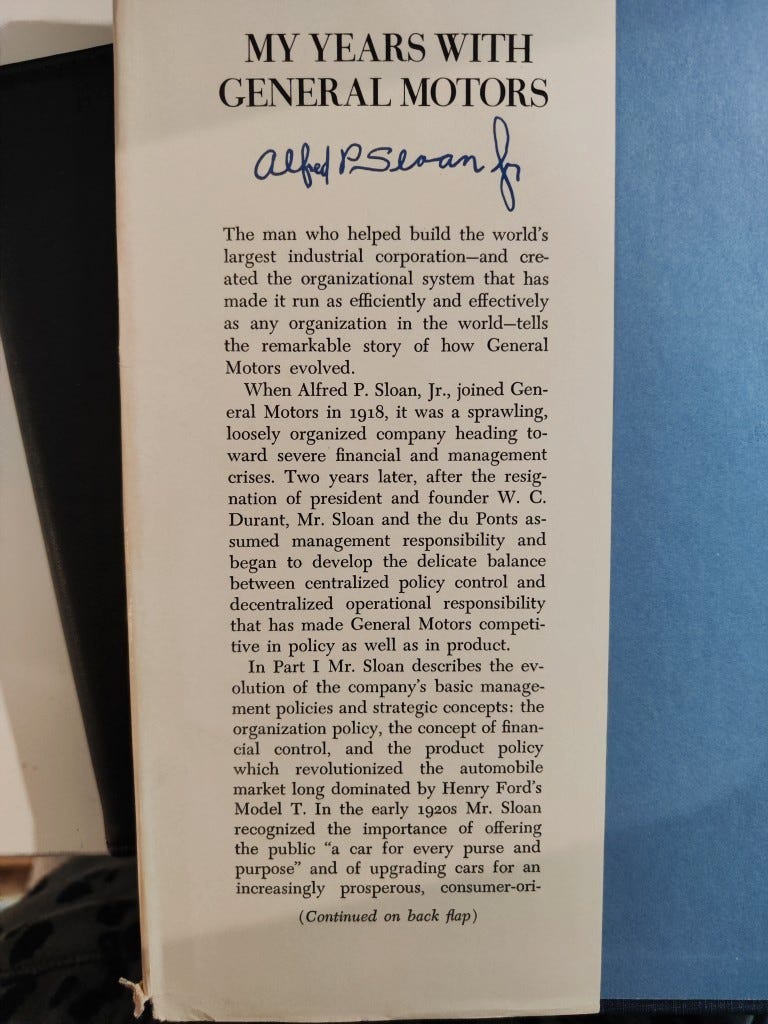 MY YEARS WITH
GENERAL MOTORS
Alfred P. Sloan Jr
The man who helped build the world's
largest industrial corporation—and cre-
ated the organizational system that has
made it run as efficiently and effectively
as any organization in the world—tells
the remarkable story of how General
Motors evolved.
When Alfred P. Sloan, Jr., joined Gen-
eral Motors in 1918, it was a sprawling,
loosely organized company heading to-
ward severe financial and management
crises. Two years later, after the resig-
nation of president and founder W. C.
Durant, Mr. Sloan and the du Ponts as-
sumed management responsibility and
began to develop the delicate balance
between centralized policy control and
decentralized operational responsibility
that has made General Motors competi-
tive in policy as well as in product.
In Part I Mr. Sloan describes the ev-
olution of the company's basic manage-
ment policies and strategic concepts: the
organization policy, the concept of finan-
cial control, and the product policy
which revolutionized the automobile
market long dominated by Henry Ford's
Model T. In the early 1920s Mr. Sloan
recognized the importance of offering
the public "a car for every purse and
purpose" and of upgrading cars for an
increasingly prosperous, consumer-ori-
(Continued on back flap)